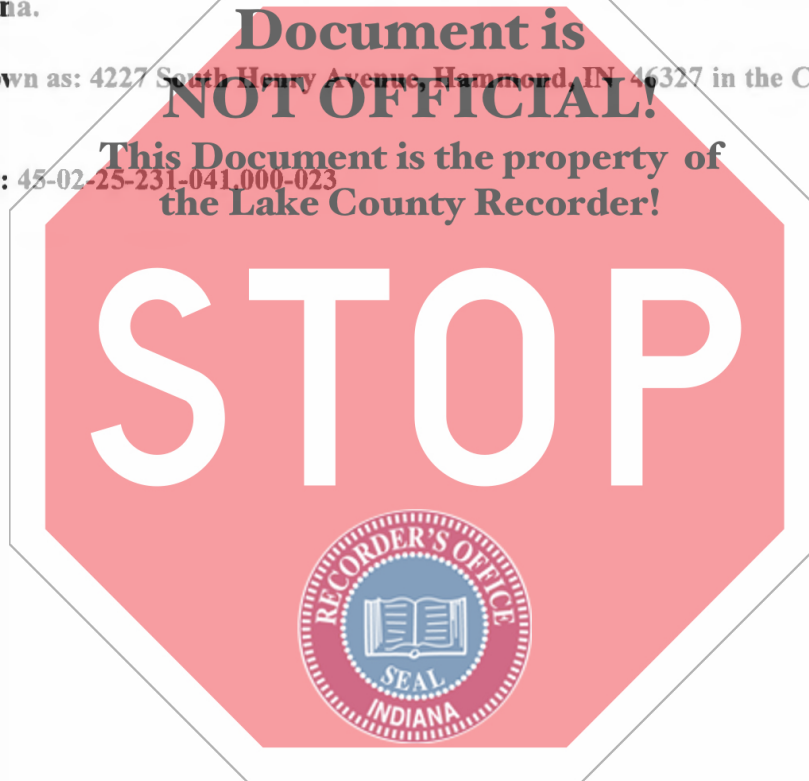 na.
Document is
wn as: 4227 South Henry Avenue, Hammond, IN 46327 in the C
NOT OFFICIAL!
This Document is the property of
: 45-02-25-231-041.000-023
the Lake County Recorder!
STOP
RECORDER'S OFFICE
SEAL
INDIANA